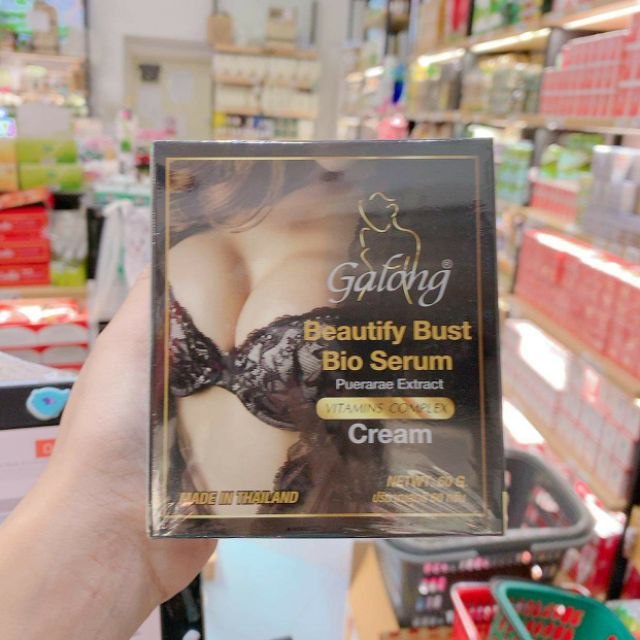 Galong®
Beautify Bust
Bio Serum
Puerarae Extract
VITAMINS COMPLEX
Cream
NET WT. 60 G.
MADE IN THAILAND